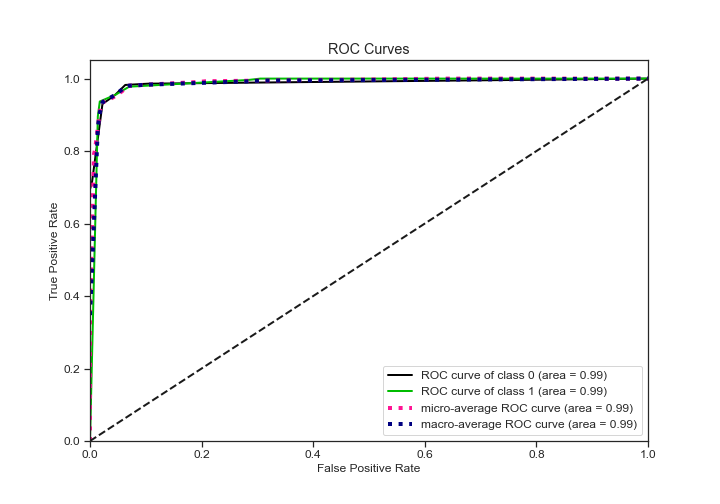 ROC Curves
1.0
0.8
0.6
0.4
0.2
0.0
True Positive Rate
0.0 0.2 0.4 0.6 0.8 1.0
False Positive Rate
ROC curve of class 0 (area = 0.99)
ROC curve of class 1 (area = 0.99)
micro-average ROC curve (area = 0.99)
macro-average ROC curve (area = 0.99)